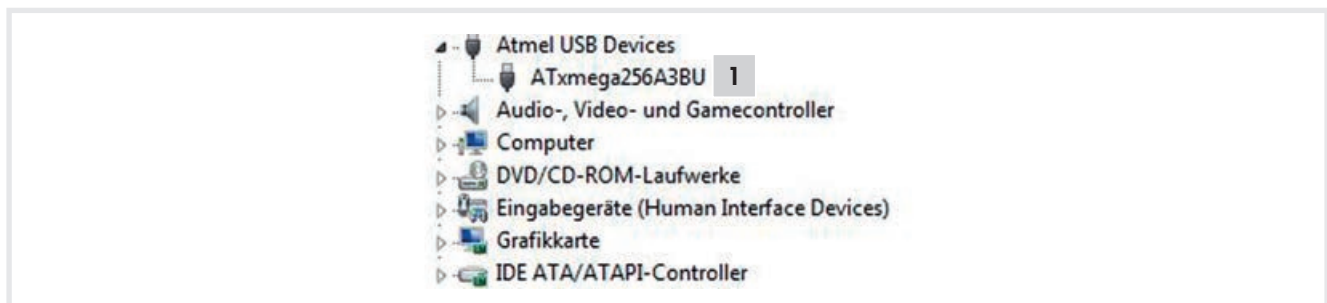 Atmel USB Devices
ATxmega256A3BU 1
Audio-, Video- und Gamecontroller
Computer
DVD/CD-ROM-Laufwerke
Eingabegeräte (Human Interface Devices)
Grafikkarte
IDE ATA/ATAPI-Controller